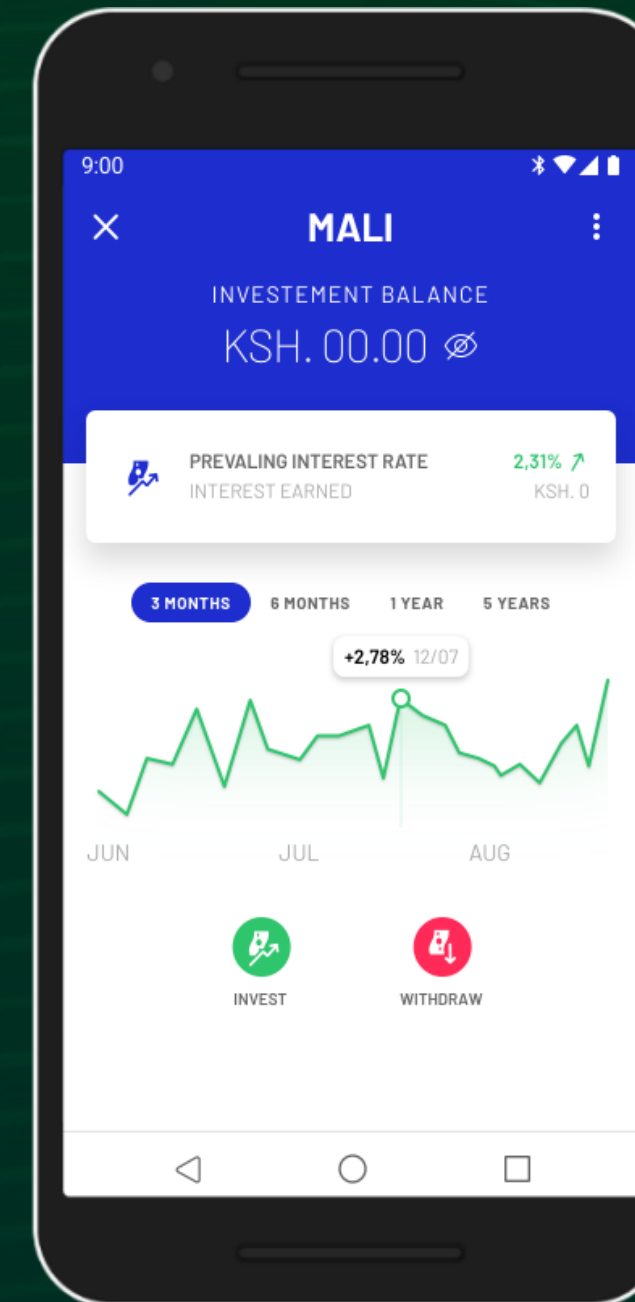 9:00
MALI
INVESTEMENT BALANCE
KSH. 00.00
PREVALING INTEREST RATE 2,31%
INTEREST EARNED KSH. 0
3 MONTHS 6 MONTHS 1 YEAR 5 YEARS
+2,78% 12/07
JUN JUL AUG
INVEST WITHDRAW